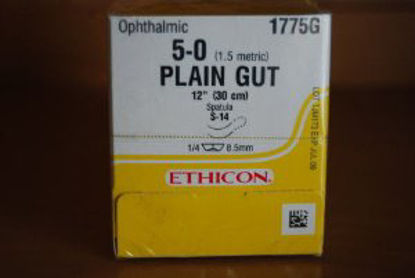 Ophthalmic 1775G
5-0 (1.5 metric)
PLAIN GUT
12" (30 cm)
Spatula
S-14
1/4 8.5mm
ETHICON